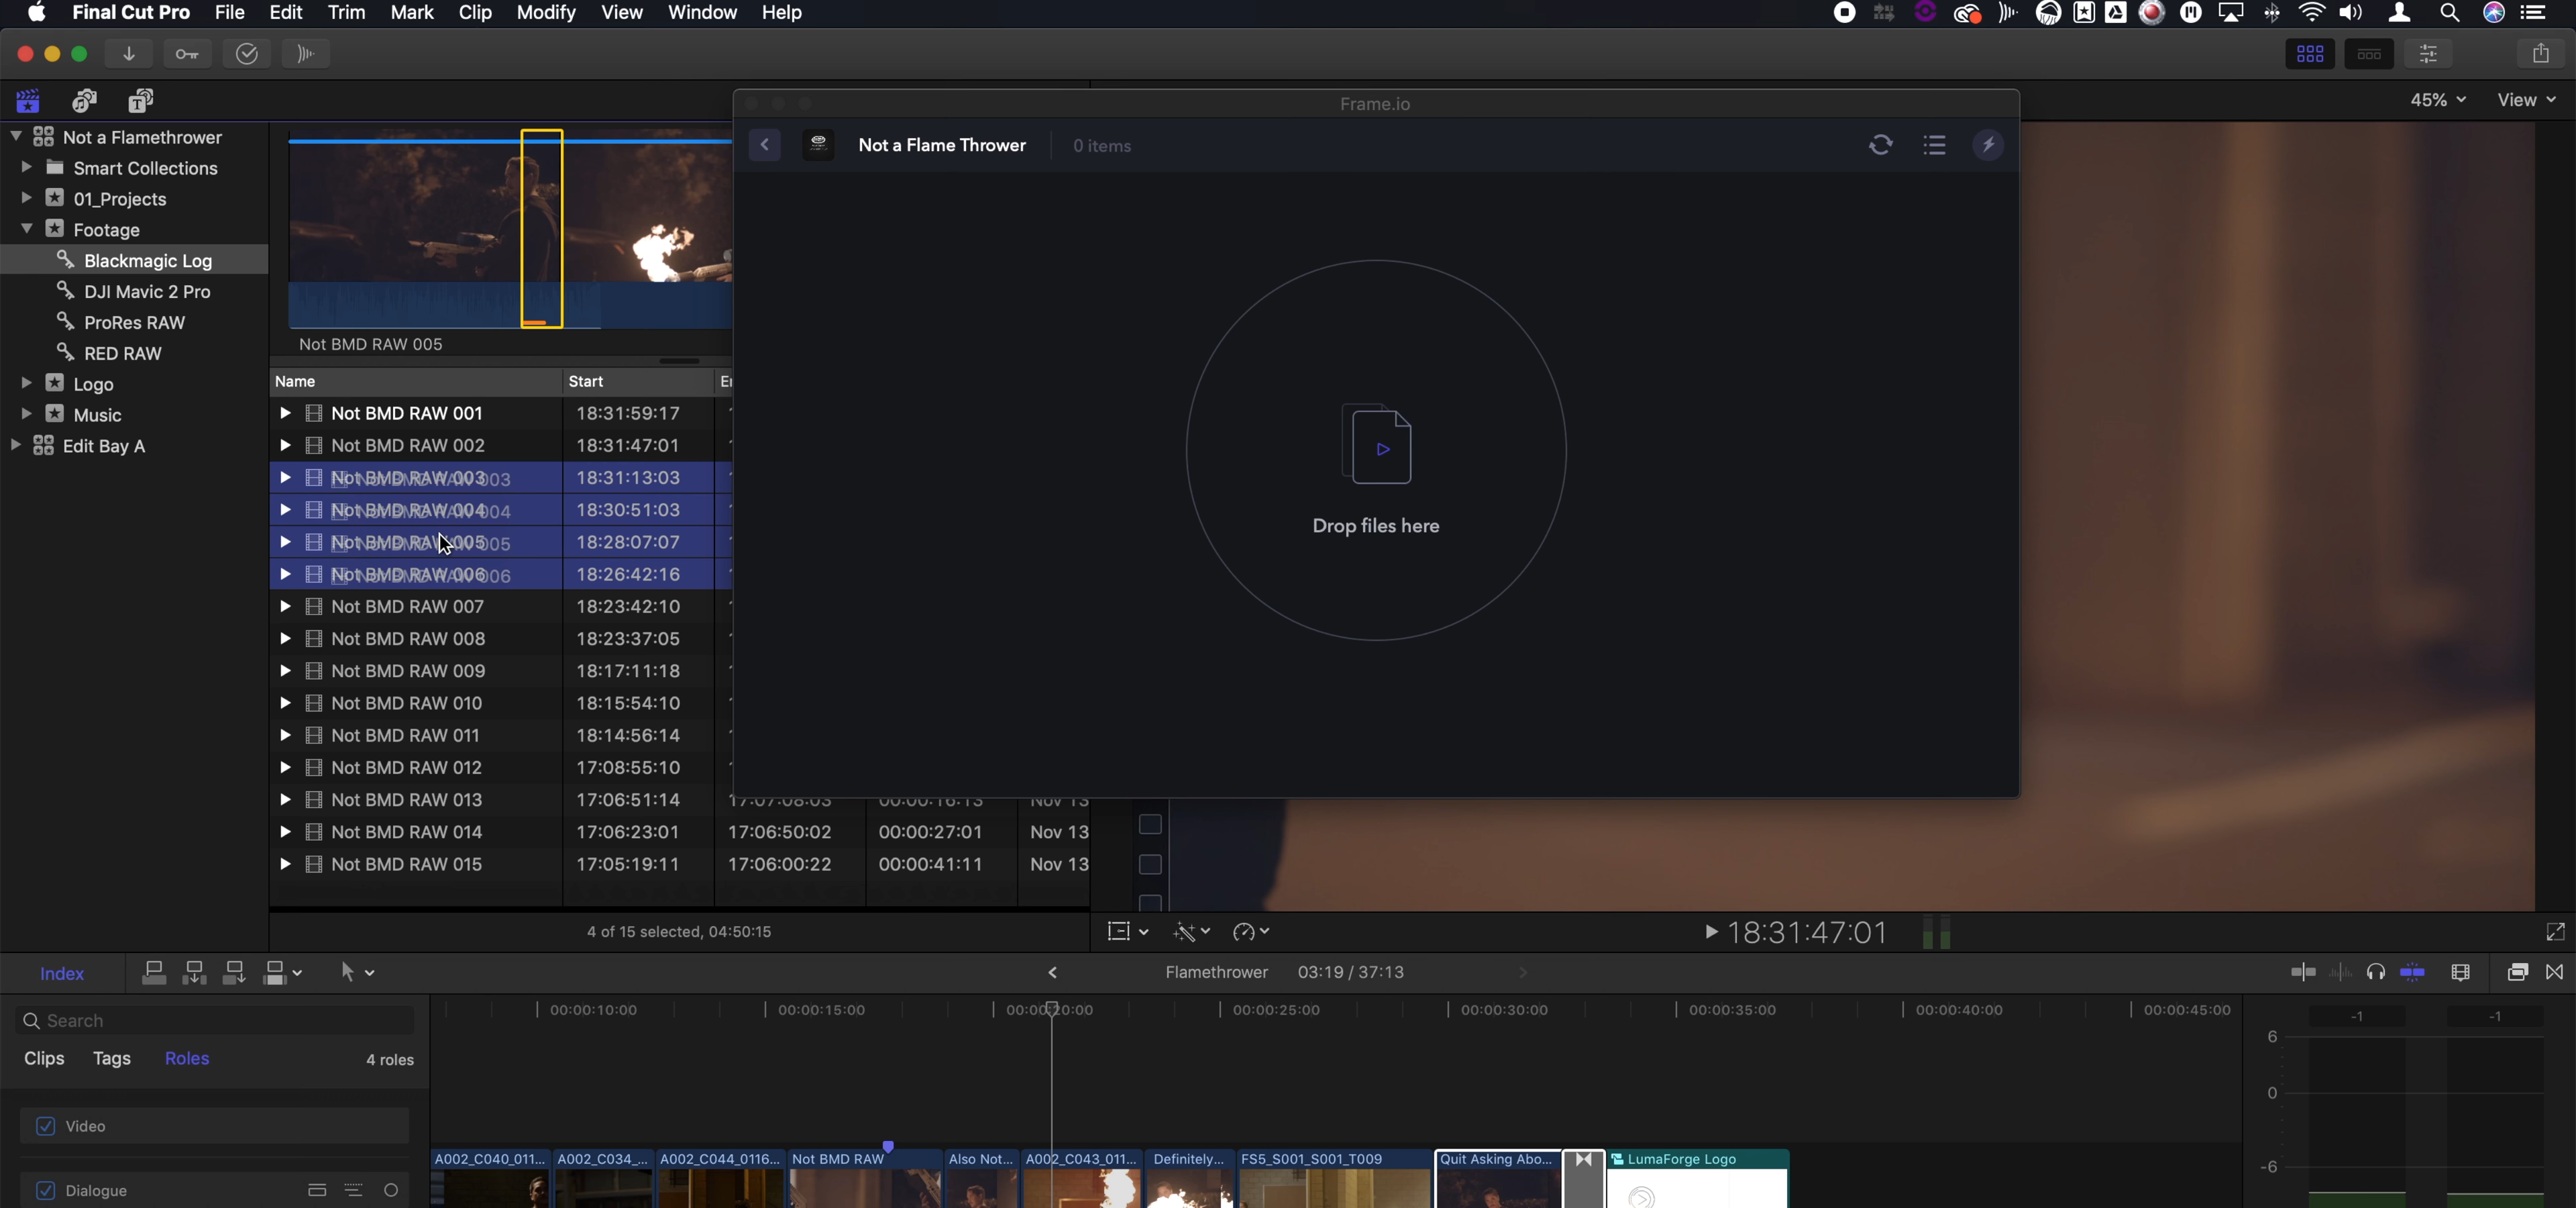 Final Cut Pro File Edit Trim Mark Clip Modify View Window Help
45% View
Frame.io
Not a Flame Thrower 0 items
Drop files here
Not a Flamethrower
Smart Collections
01_Projects
Footage
Blackmagic Log
DJI Mavic 2 Pro
ProRes RAW
RED RAW
Logo
Music
Edit Bay A
Not BMD RAW 005
Name Start
Not BMD RAW 001 18:31:59:17
Not BMD RAW 002 18:31:47:01
Not BMD RAW 003 18:31:13:03
Not BMD RAW 004 18:30:51:03
Not BMD RAW 005 18:28:07:07
Not BMD RAW 006 18:26:42:16
Not BMD RAW 007 18:23:42:10
Not BMD RAW 008 18:23:37:05
Not BMD RAW 009 18:17:11:18
Not BMD RAW 010 18:15:54:10
Not BMD RAW 011 18:14:56:14
Not BMD RAW 012 17:08:55:10
Not BMD RAW 013 17:06:51:14 17:07:08:03 00:00:16:13 Nov 13
Not BMD RAW 014 17:06:23:01 17:06:50:02 00:00:27:01 Nov 13
Not BMD RAW 015 17:05:19:11 17:06:00:22 00:00:41:11 Nov 13
4 of 15 selected, 04:50:15
18:31:47:01
Index
Flamethrower 03:19 / 37:13
Search
Clips Tags Roles 4 roles
Video
Dialogue
00:00:10:00 00:00:15:00 00:00:20:00 00:00:25:00 00:00:30:00 00:00:35:00 00:00:40:00 00:00:45:00
A002_C040_011... A002_C034_... A002_C044_0116... Not BMD RAW Also Not... A002_C043_011... Definitely... FS5_S001_S001_T009 Quit Asking Abo... LumaForge Logo
-1 -1
6
0
-6